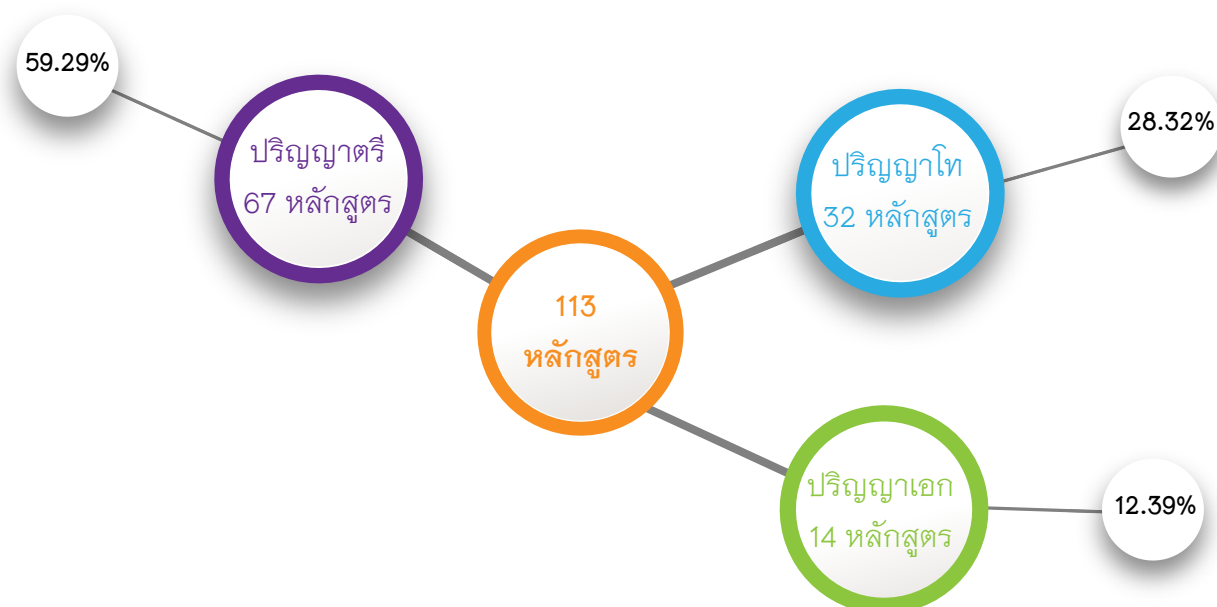 59.29%
ปริญญาตรี
67 หลักสูตร
ปริญญาโท
32 หลักสูตร
28.32%
113
หลักสูตร
ปริญญาเอก
14 หลักสูตร
12.39%